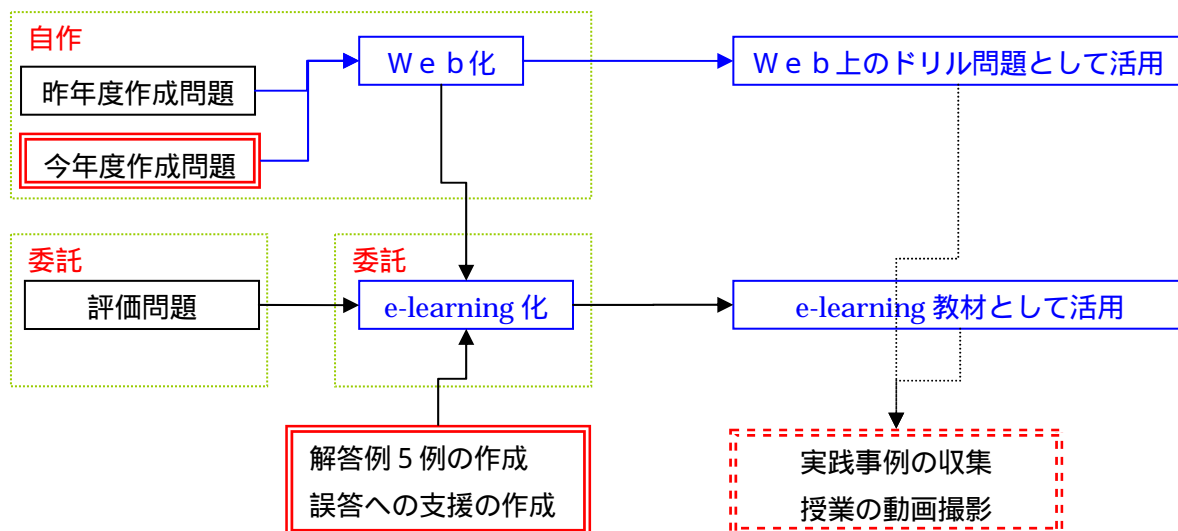 自作
Ｗｅｂ化
Ｗｅｂ上のドリル問題として活用
昨年度作成問題
今年度作成問題
委託
委託
評価問題
e-learning 化
e-learning 教材として活用
解答例５例の作成
誤答への支援の作成
実践事例の収集
授業の動画撮影